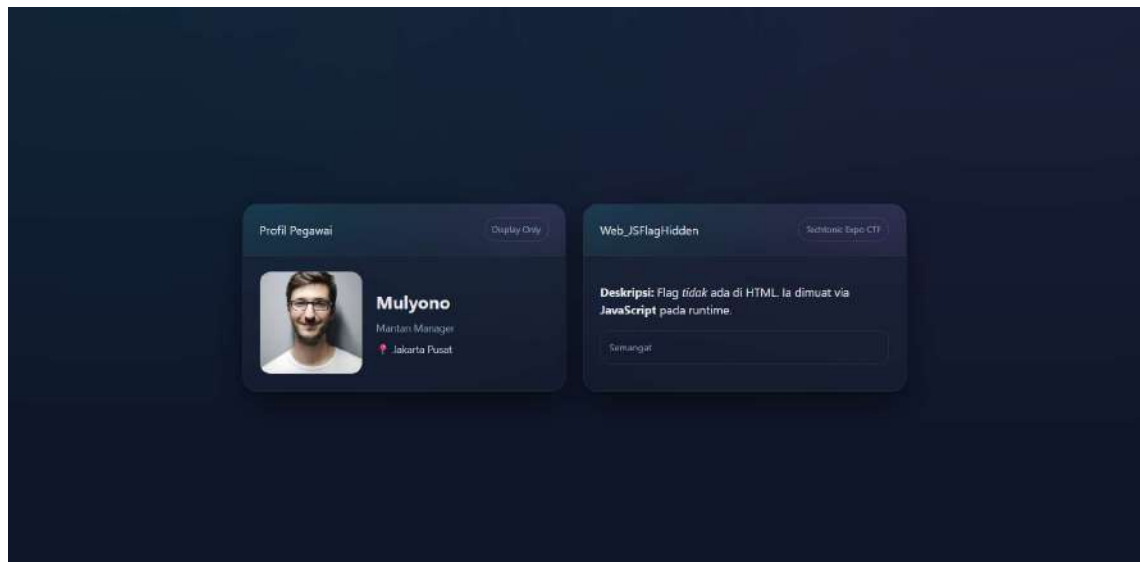 Profil Pegawai
Display Only
Mulyono
Mantan Manager
Jakarta Pusat
Web_JSFlagHidden
Techtonic Expo CTF
Deskripsi: Flag tidak ada di HTML. Ia dimuat via
JavaScript pada runtime.
Semangat